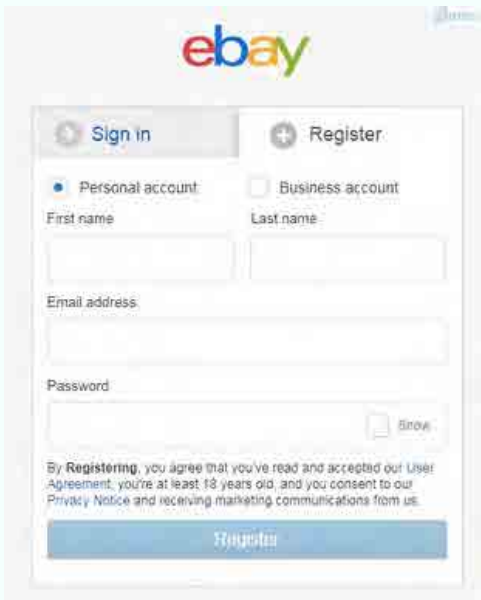 ebay
Sign in
Register
Personal account
Business account
First name
Last name
Email address
Password
Show
By Registering, you agree that you've read and accepted our User
Agreement, you're at least 18 years old, and you consent to our
Privacy Notice and receiving marketing communications from us.
Register